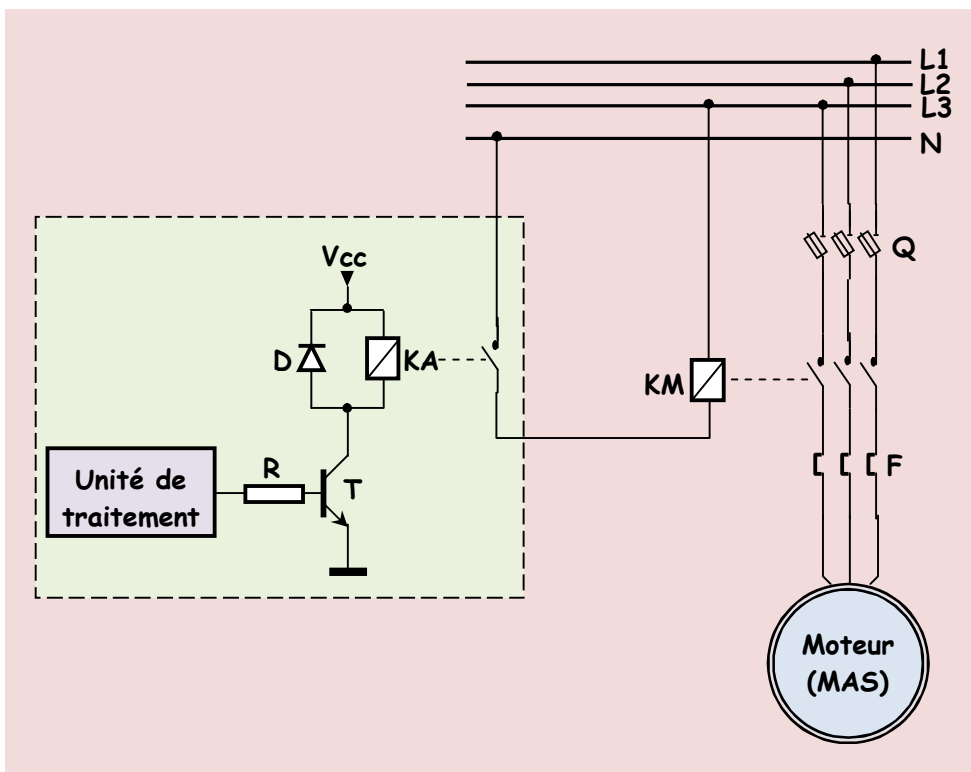 L1
L2
L3
N
Vcc
Q
D
KA
KM
R
T
F
Unité de
traitement
Moteur
(MAS)